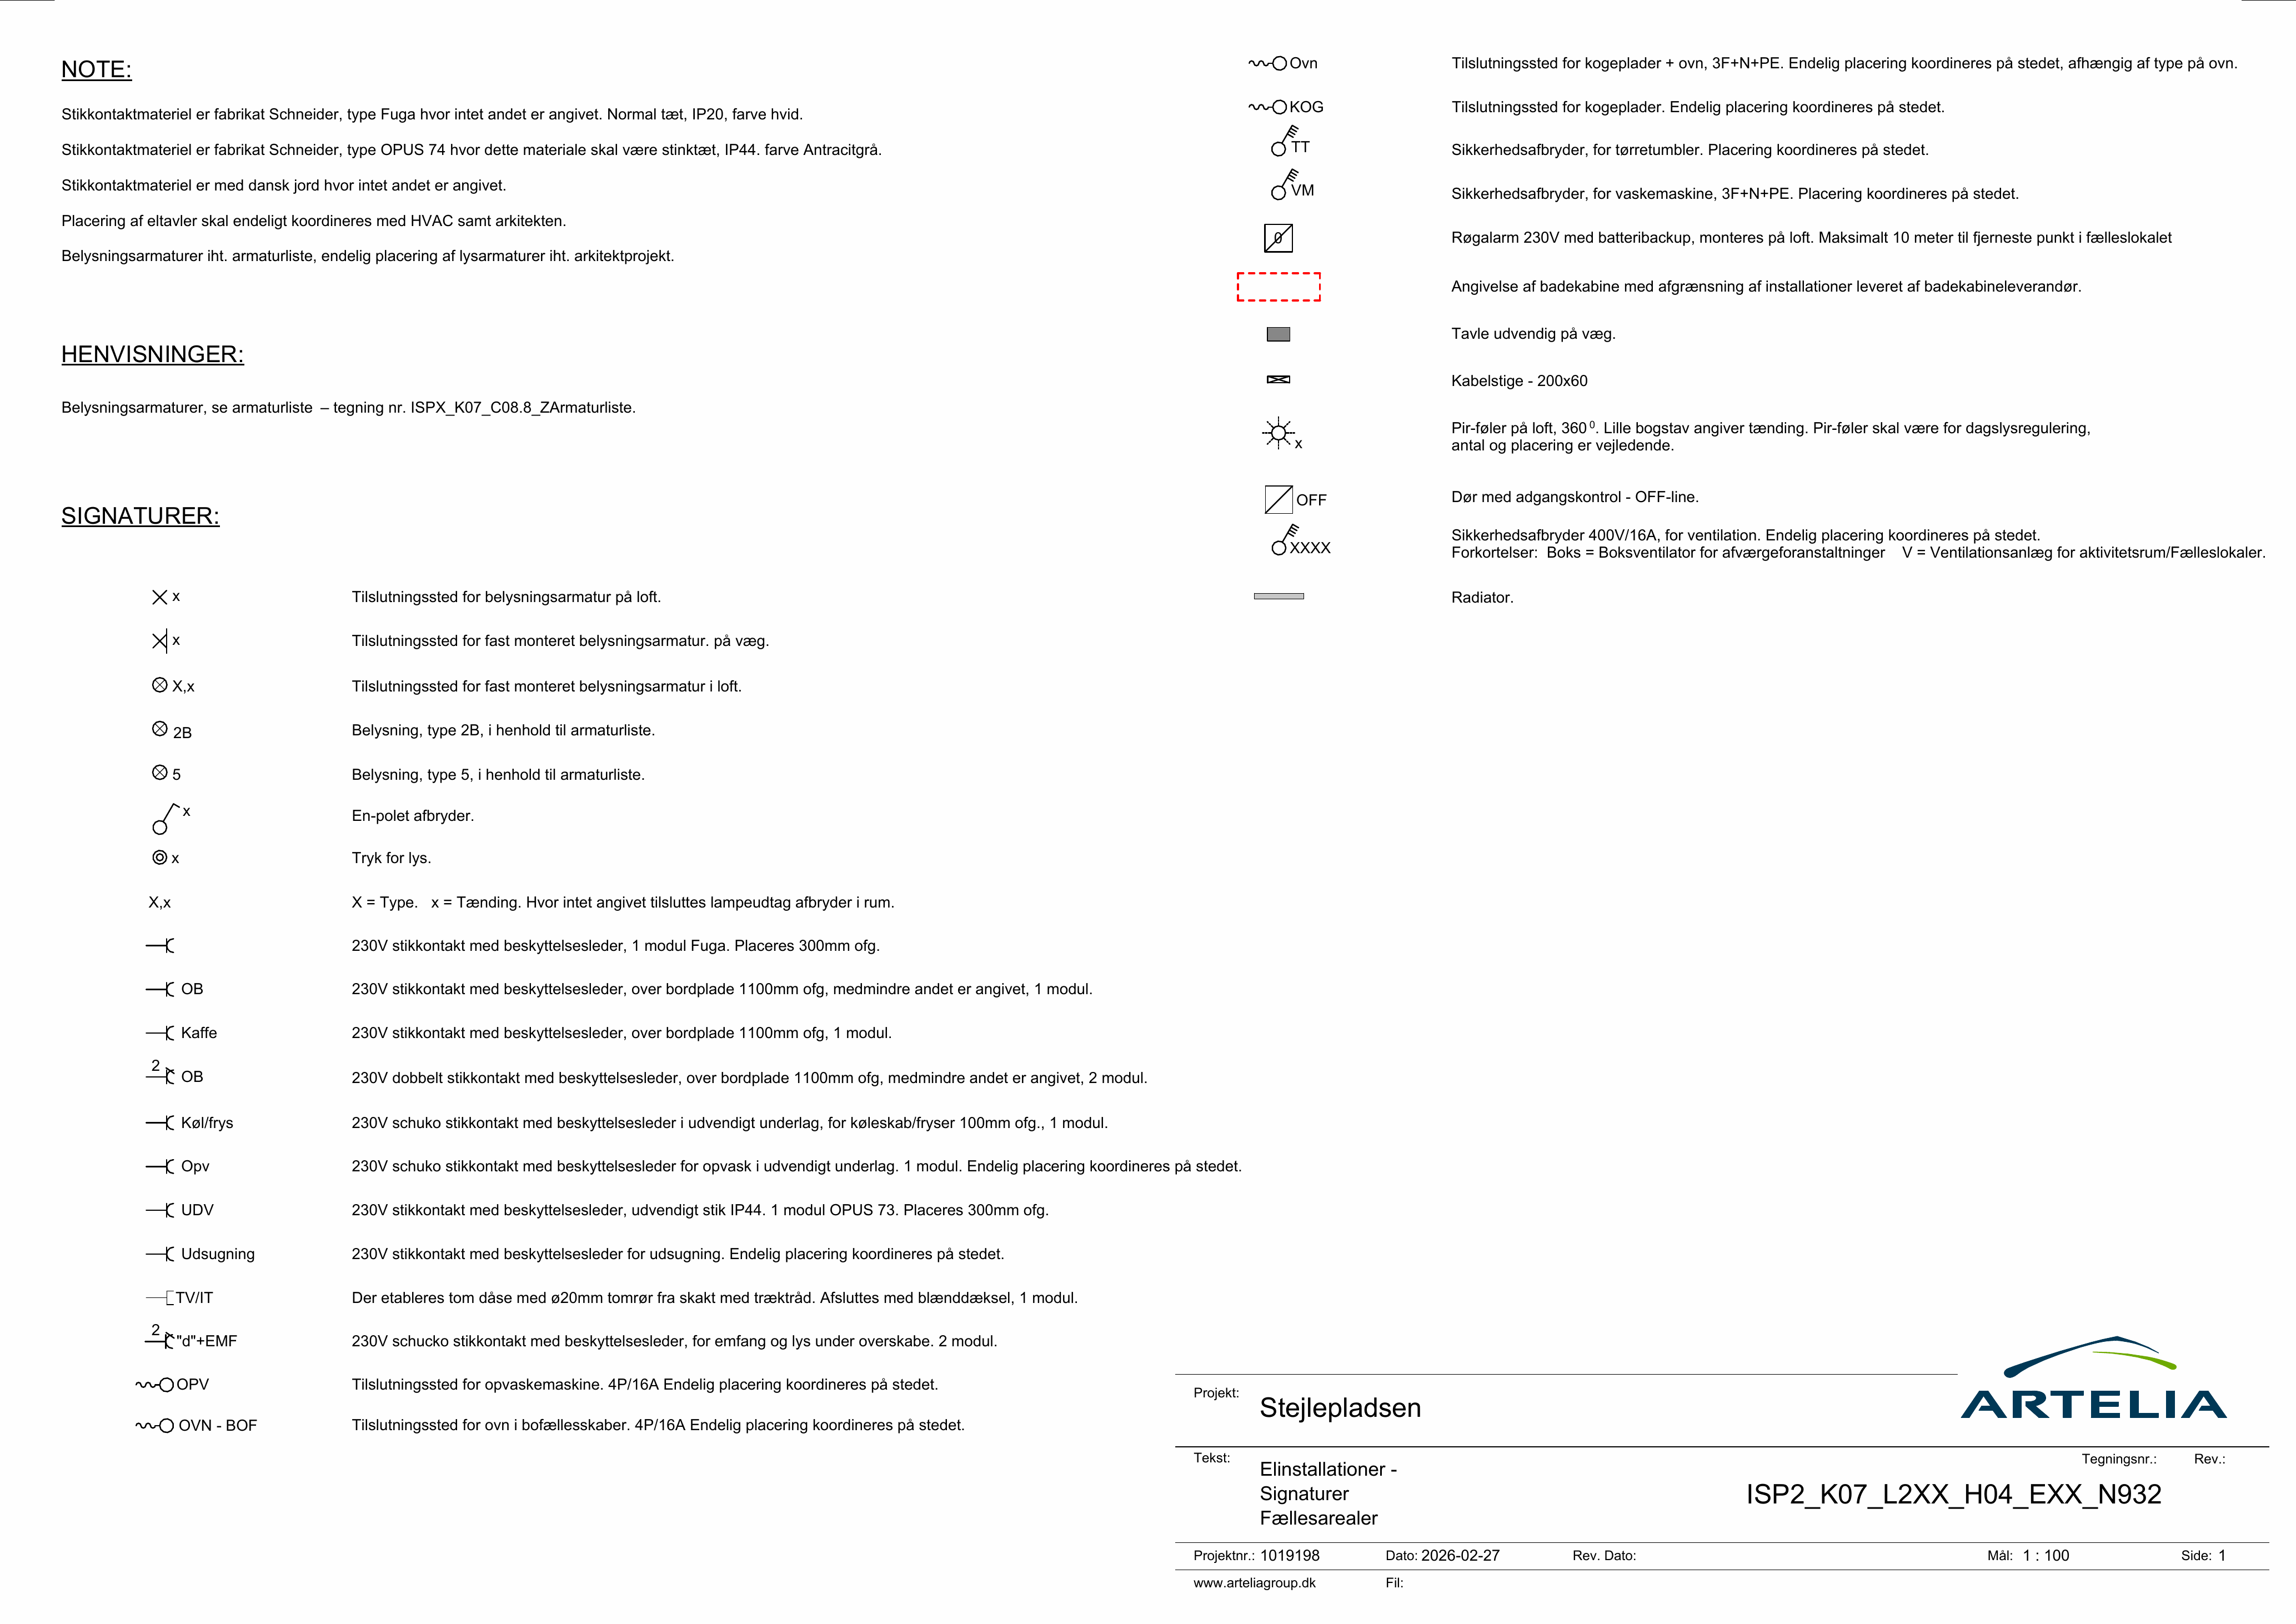 NOTE:
Stikkontaktmateriel er fabrikat Schneider, type Fuga hvor intet andet er angivet. Normal tæt, IP20, farve hvid.
Stikkontaktmateriel er fabrikat Schneider, type OPUS 74 hvor dette materiale skal være stinktæt, IP44. farve Antracitgrå.
Stikkontaktmateriel er med dansk jord hvor intet andet er angivet.
Placering af eltavler skal endeligt koordineres med HVAC samt arkitekten.
Belysningsarmaturer iht. armaturliste, endelig placering af lysarmaturer iht. arkitektprojekt.
HENVISNINGER:
Belysningsarmaturer, se armaturliste – tegning nr. ISPX_K07_C08.8_ZArmaturliste.
SIGNATURER:
x Tilslutningssted for belysningsarmatur på loft.
x Tilslutningssted for fast monteret belysningsarmatur. på væg.
X,x Tilslutningssted for fast monteret belysningsarmatur i loft.
2B Belysning, type 2B, i henhold til armaturliste.
5 Belysning, type 5, i henhold til armaturliste.
x En-polet afbryder.
x Tryk for lys.
X,x X = Type. x = Tænding. Hvor intet angivet tilsluttes lampeudtag afbryder i rum.
230V stikkontakt med beskyttelsesleder, 1 modul Fuga. Placeres 300mm ofg.
OB 230V stikkontakt med beskyttelsesleder, over bordplade 1100mm ofg, medmindre andet er angivet, 1 modul.
Kaffe 230V stikkontakt med beskyttelsesleder, over bordplade 1100mm ofg, 1 modul.
2 OB 230V dobbelt stikkontakt med beskyttelsesleder, over bordplade 1100mm ofg, medmindre andet er angivet, 2 modul.
Køl/frys 230V schuko stikkontakt med beskyttelsesleder i udvendigt underlag, for køleskab/fryser 100mm ofg., 1 modul.
Opv 230V schuko stikkontakt med beskyttelsesleder for opvask i udvendigt underlag. 1 modul. Endelig placering koordineres på stedet.
UDV 230V stikkontakt med beskyttelsesleder, udvendigt stik IP44. 1 modul OPUS 73. Placeres 300mm ofg.
Udsugning 230V stikkontakt med beskyttelsesleder for udsugning. Endelig placering koordineres på stedet.
TV/IT Der etableres tom dåse med ø20mm tomrør fra skakt med træktråd. Afsluttes med blænddæksel, 1 modul.
2 "d"+EMF 230V schucko stikkontakt med beskyttelsesleder, for emfang og lys under overskabe. 2 modul.
OPV Tilslutningssted for opvaskemaskine. 4P/16A Endelig placering koordineres på stedet.
OVN - BOF Tilslutningssted for ovn i bofællesskaber. 4P/16A Endelig placering koordineres på stedet.
Ovn Tilslutningssted for kogeplader + ovn, 3F+N+PE. Endelig placering koordineres på stedet, afhængig af type på ovn.
KOG Tilslutningssted for kogeplader. Endelig placering koordineres på stedet.
TT Sikkerhedsafbryder, for tørretumbler. Placering koordineres på stedet.
VM Sikkerhedsafbryder, for vaskemaskine, 3F+N+PE. Placering koordineres på stedet.
0 Røgalarm 230V med batteribackup, monteres på loft. Maksimalt 10 meter til fjerneste punkt i fælleslokalet
Angivelse af badekabine med afgrænsning af installationer leveret af badekabineleverandør.
Tavle udvendig på væg.
Kabelstige - 200x60
x Pir-føler på loft, 360⁰. Lille bogstav angiver tænding. Pir-føler skal være for dagslysregulering,
antal og placering er vejledende.
OFF Dør med adgangskontrol - OFF-line.
XXXX Sikkerhedsafbryder 400V/16A, for ventilation. Endelig placering koordineres på stedet.
Forkortelser: Boks = Boksventilator for afværgeforanstaltninger V = Ventilationsanlæg for aktivitetsrum/Fælleslokaler.
Radiator.
Projekt: Stejlepladsen
ARTELIA
Tekst: Elinstallationer -
Signaturer
Fællesarealer
Tegningsnr.: Rev.:
ISP2_K07_L2XX_H04_EXX_N932
Projektnr.: 1019198 Dato: 2026-02-27 Rev. Dato: Mål: 1 : 100 Side: 1
www.arteliagroup.dk Fil: